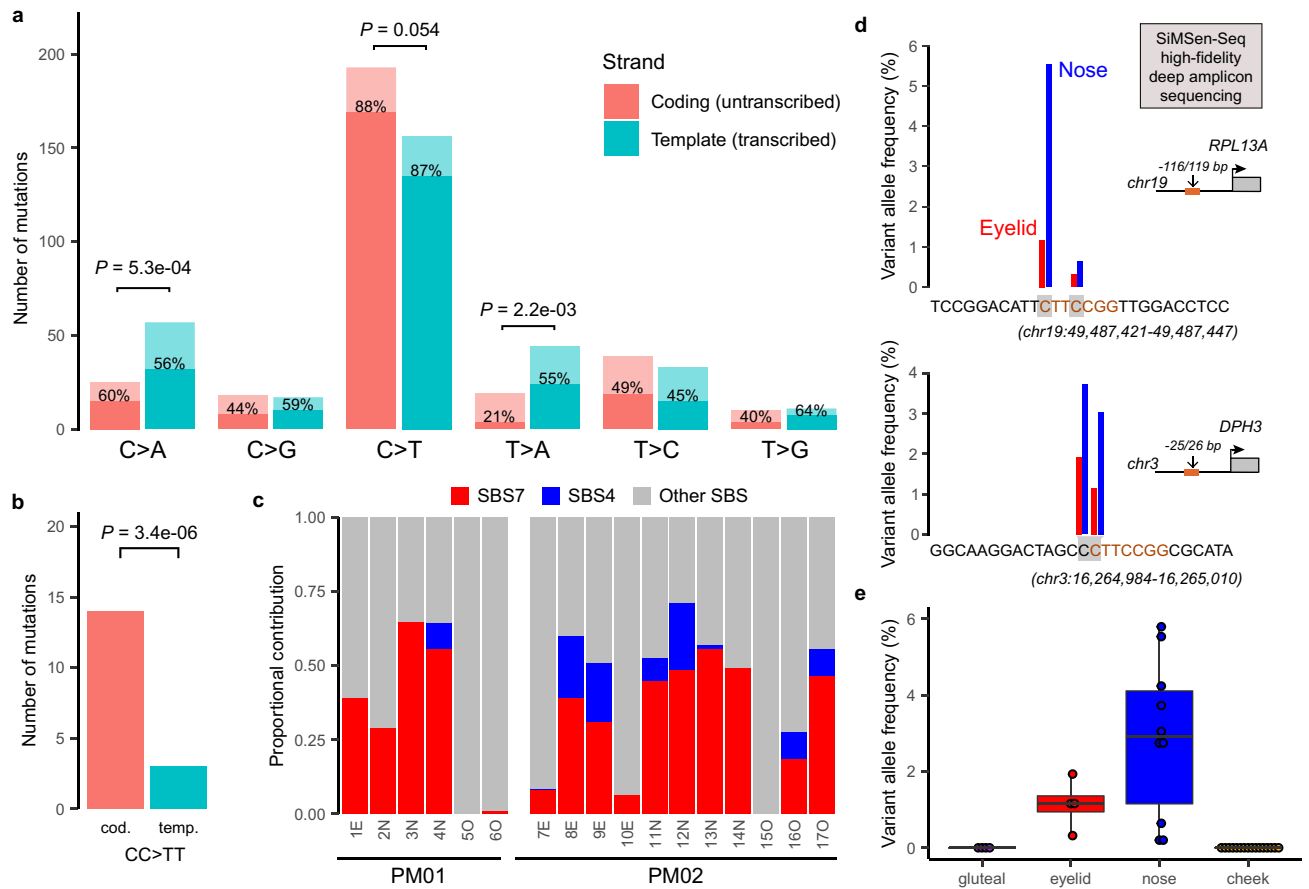 a
P = 5.3e-04
P = 0.054
P = 2.2e-03
Strand
Coding (untranscribed)
Template (transcribed)
Number of mutations
200
150
100
50
0
60%
56%
44%
59%
88%
87%
21%
55%
49%
45%
40%
64%
C>A
C>G
C>T
T>A
T>C
T>G
b
P = 3.4e-06
Number of mutations
20
15
10
5
0
cod.
temp.
CC>TT
c
SBS7
SBS4
Other SBS
Proportional contribution
1.00
0.75
0.50
0.25
0.00
1E
2N
3N
4N
5O
6O
7E
8E
9E
10E
11N
12N
13N
14N
15O
16O
17O
PM01
PM02
d
Variant allele frequency (%)
6
5
4
3
2
1
0
Nose
Eyelid
SiMSen-Seq
high-fidelity
deep amplicon
sequencing
RPL13A
-116/119 bp
chr19
TCCGGACATTCTTCCGGTTGGACCTCC
(chr19:49,487,421-49,487,447)
Variant allele frequency (%)
4
3
2
1
0
DPH3
-25/26 bp
chr3
GGCAAGGACTAGCCCTTCCGGCGCATA
(chr3:16,264,984-16,265,010)
e
Variant allele frequency (%)
6
4
2
0
gluteal
eyelid
nose
cheek